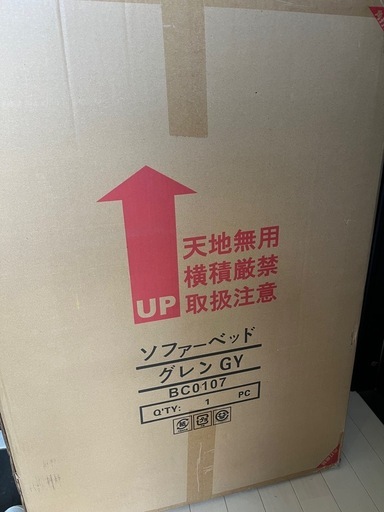 天地無用
横積厳禁
取扱注意
UP
ソファーベッド
グレン GY
BC0107
Q'TY: 1 PC